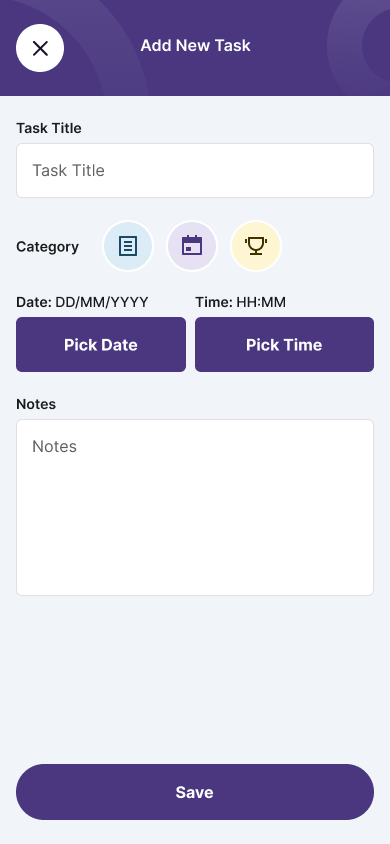 Add New Task
Task Title
Task Title
Category
Date: DD/MM/YYYY
Time: HH:MM
Pick Date
Pick Time
Notes
Notes
Save